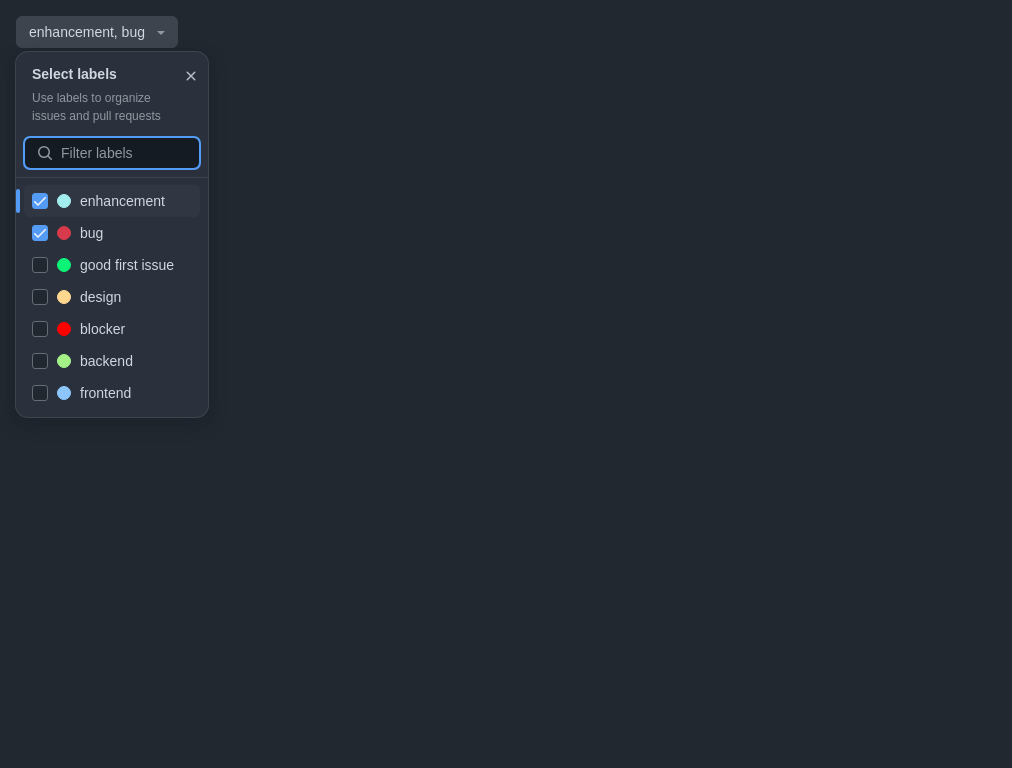 enhancement, bug
Select labels
Use labels to organize
issues and pull requests
Filter labels
enhancement
bug
good first issue
design
blocker
backend
frontend